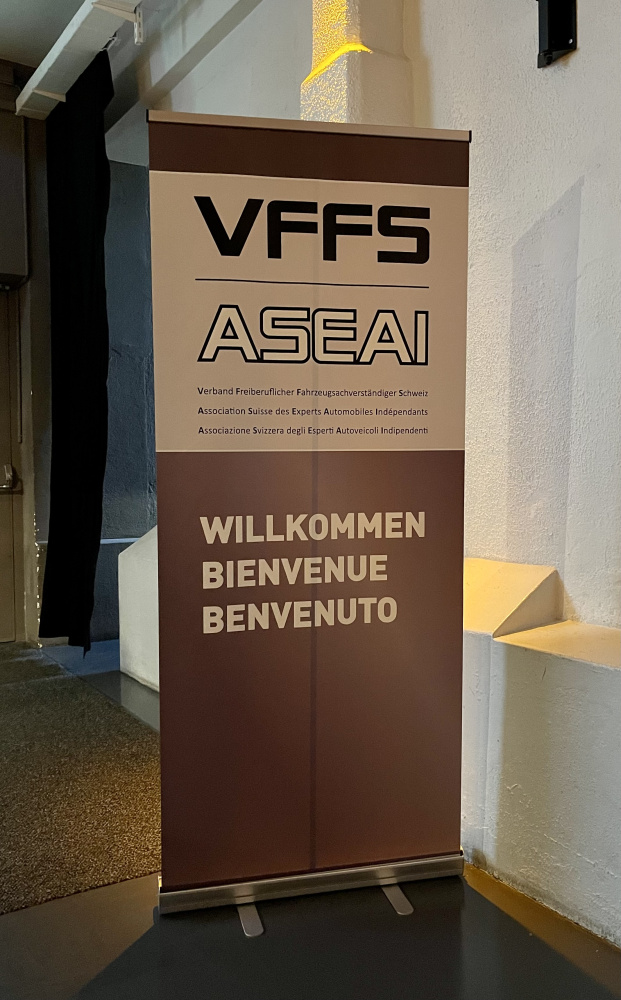 VFFS
ASEAI
Verband Freiberuflicher Fahrzeugsachverständiger Schweiz
Association Suisse des Experts Automobiles Indépendants
Associazione Svizzera degli Esperti Autoveicoli Indipendenti
WILLKOMMEN
BIENVENUE
BENVENUTO